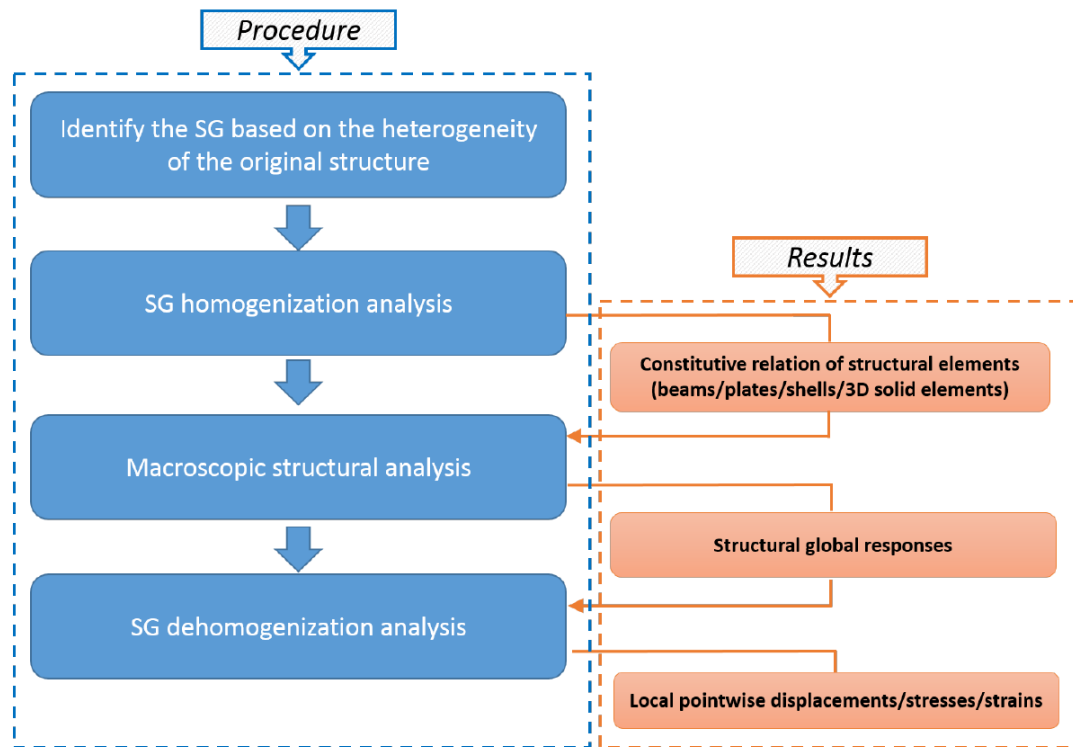 Procedure
Identify the SG based on the heterogeneity
of the original structure
SG homogenization analysis
Macroscopic structural analysis
SG dehomogenization analysis
Results
Constitutive relation of structural elements
(beams/plates/shells/3D solid elements)
Structural global responses
Local pointwise displacements/stresses/strains